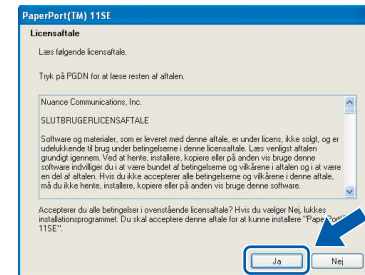 PaperPort(TM) 11SE
Licensaftale
Læs følgende licensaftale.
Tryk på PGDN for at læse resten af aftalen.
Nuance Communications, Inc.
SLUTBRUGERLICENSAFTALE
Software og materialer, som er leveret med denne aftale, er under licens, ikke solgt, og er
udelukkende til brug under betingelserne i denne licensaftale. Læs venligst aftalen
grundigt igennem. Ved at hente, installere, kopiere eller på anden vis bruge denne
software indvilliger du i at være bundet af betingelserne og vilkårene i aftalen og i at være
en del af aftalen. Hvis du ikke accepterer alle betingelserne og vilkårene i denne aftale,
må du ikke hente, installere, kopiere eller på anden vis bruge denne software.
Accepterer du alle betingelser i ovenstående licensaftale? Hvis du vælger Nej, lukkes
installationsprogrammet. Du skal acceptere denne aftale for at kunne installere "PaperPort
11SE".
Ja
Nej